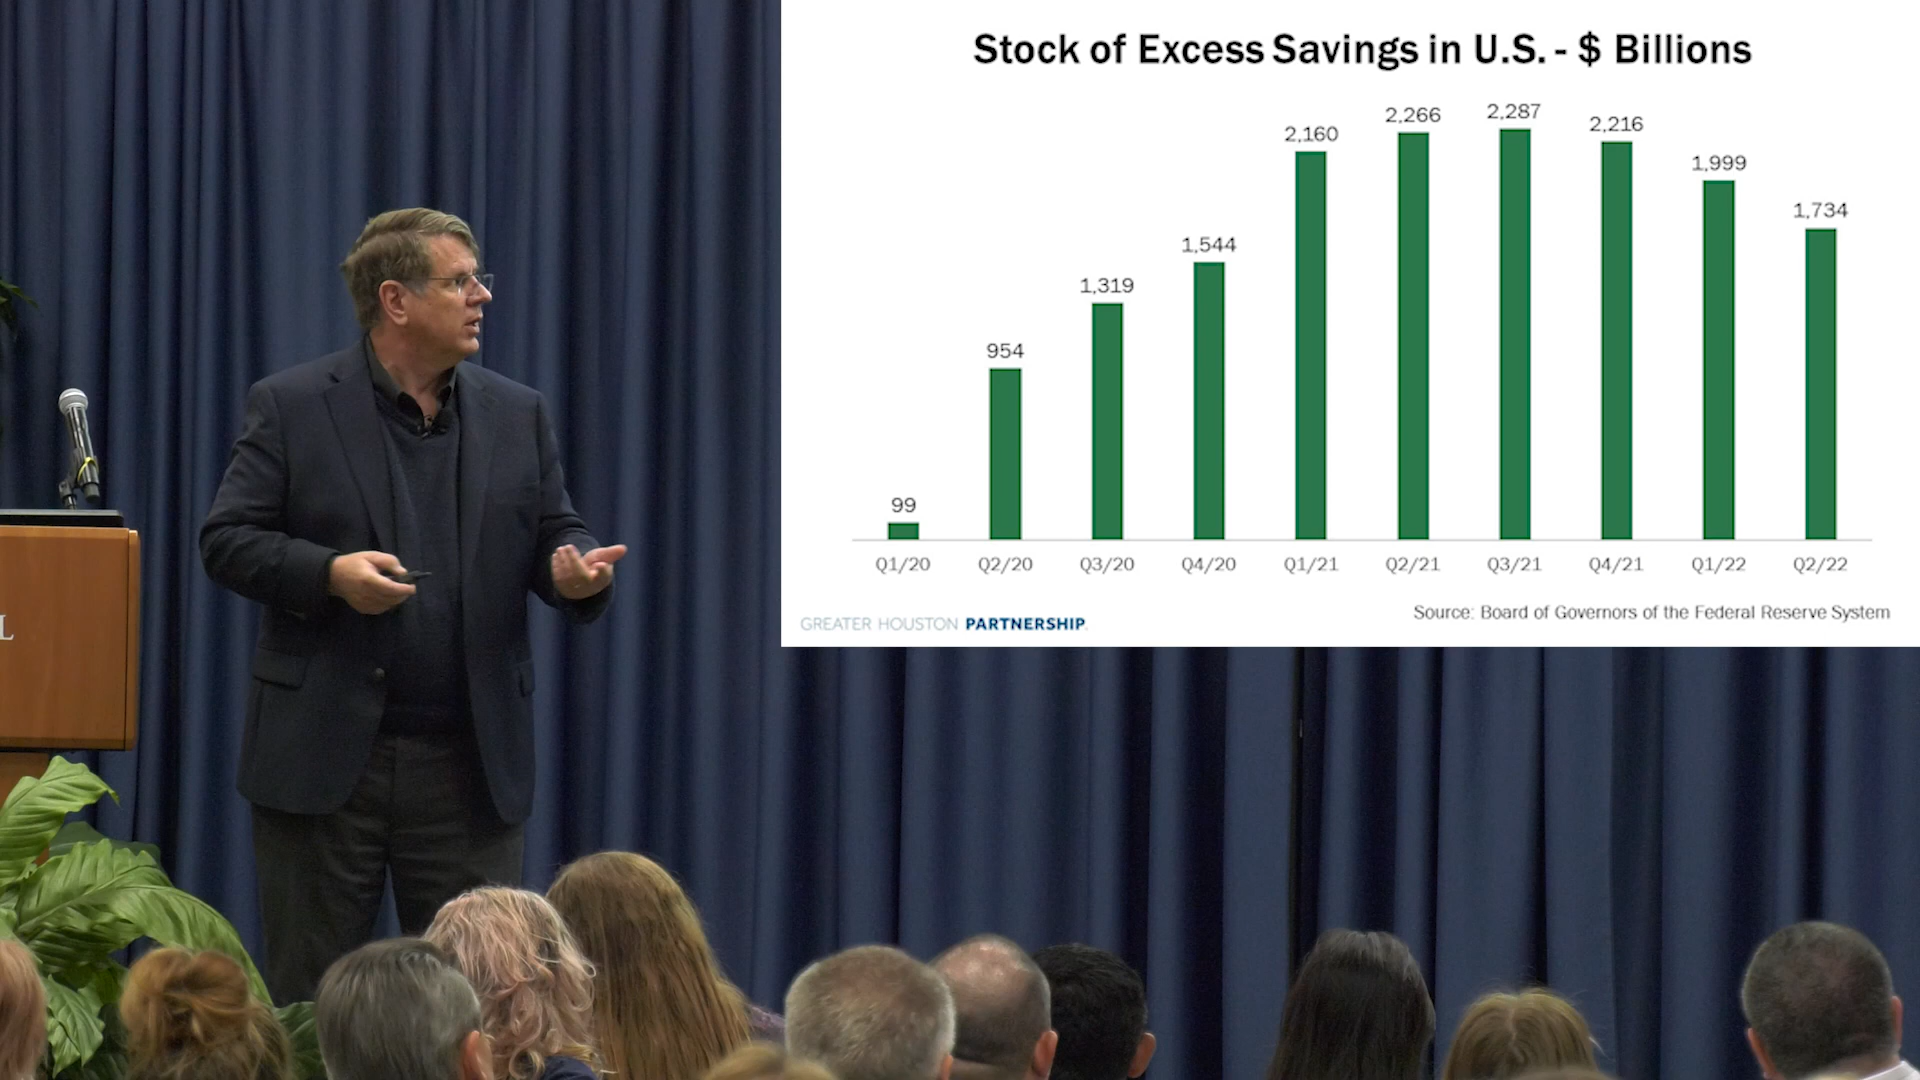 Stock of Excess Savings in U.S. - $ Billions
99
954
1,319
1,544
2,160
2,266
2,287
2,216
1,999
1,734
Q1/20 Q2/20 Q3/20 Q4/20 Q1/21 Q2/21 Q3/21 Q4/21 Q1/22 Q2/22
Source: Board of Governors of the Federal Reserve System
GREATER HOUSTON PARTNERSHIP.
L